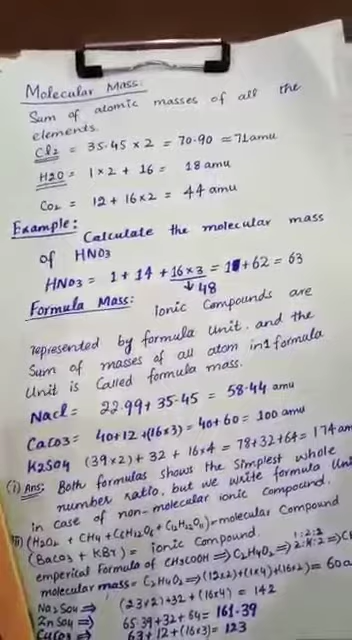 Molecular Mass:
Sum of atomic masses of all the
elements.
Cl2 = 35.45 × 2 = 70.90 = 71 amu
H2O = 1×2 + 16 = 18 amu
Co2 = 12 + 16×2 = 44 amu
Example: Calculate the molecular mass
of HNO3
HNO3 = 1 + 14 + 16×3 = 1 + 62 = 63
↓ 48
Formula Mass: Ionic Compounds are
represented by formula Unit. and the
Sum of masses of all atom in 1 formula
Unit is Called formula mass.
Nacl = 22.99 + 35.45 = 58.44 amu
Caco3 = 40+12+(16×3) = 40+60 = 100 amu
K2SO4 (39×2)+32+16×4 = 78+32+64 = 174 am
(i) Ans: Both formulas shows the Simplest whole
number ratio, but we write formula Uni
in case of non-molecular ionic compound.
(H2O2 + CH4 + C6H12O6 + C12H22O11) = molecular Compound
(Baco3 + KBr) = ionic Compound.
emperical formula of CH3COOH ⇒ C2H4O2 ⇒ 1:2:2
molecular mass = C2H4O2 ⇒ (12×2)+(1×4)+(16×2) = 60a
Na2SO4 ⇒ (23×2)+32+(16×4) = 142
ZnSO4 ⇒ 65.39+32+64 = 161.39
CuCO3 ⇒ 63+12+(16×3) = 123